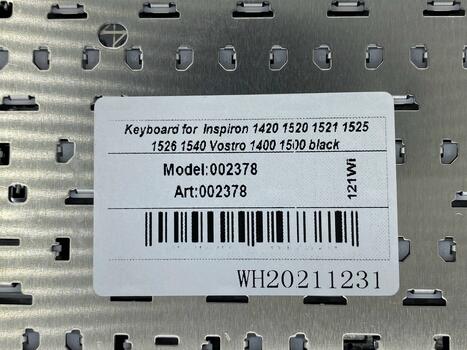 Keyboard for Inspiron 1420 1520 1521 1525
1526 1540 Vostro 1400 1500 black
Model:002378
Art:002378
121Wi
WH20211231